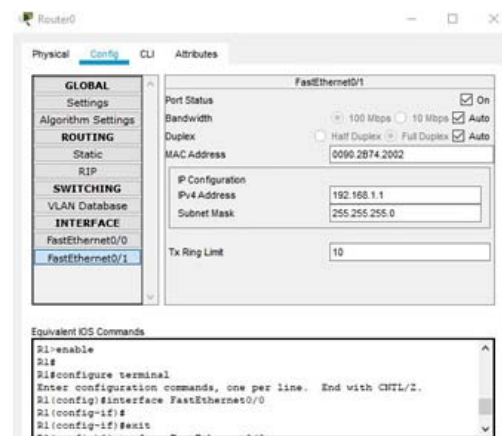 Router0
Physical Config CLI Attributes
GLOBAL
Settings
Algorithm Settings
ROUTING
Static
RIP
SWITCHING
VLAN Database
INTERFACE
FastEthernet0/0
FastEthernet0/1
FastEthernet0/1
Port Status On
Bandwidth 100 Mbps 10 Mbps Auto
Duplex Half Duplex Full Duplex Auto
MAC Address 0090.2B74.2002
IP Configuration
IPv4 Address 192.168.1.1
Subnet Mask 255.255.255.0
Tx Ring Limit 10
Equivalent IOS Commands
R1>enable
R1#
R1#configure terminal
Enter configuration commands, one per line. End with CNTL/Z.
R1(config)#interface FastEthernet0/0
R1(config-if)#
R1(config-if)#exit